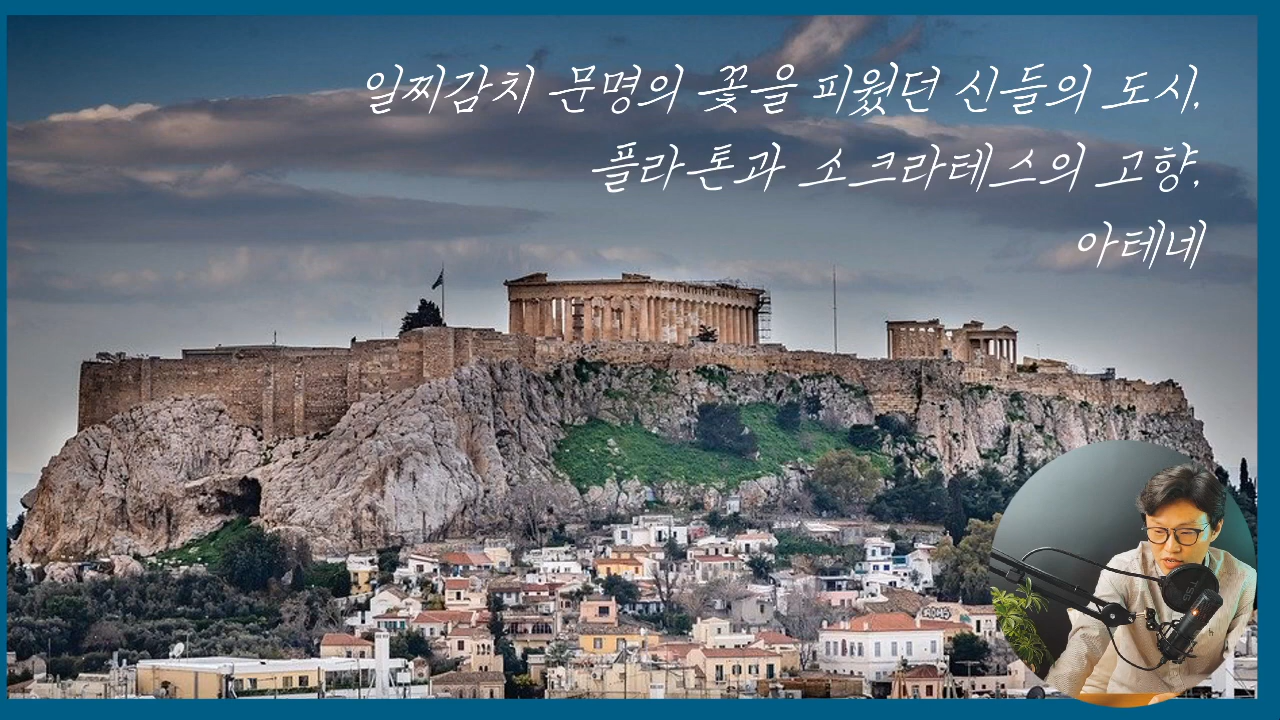 일찌감치 문명의 꽃을 피웠던 신들의 도시,
플라톤과 소크라테스의 고향,
아테네